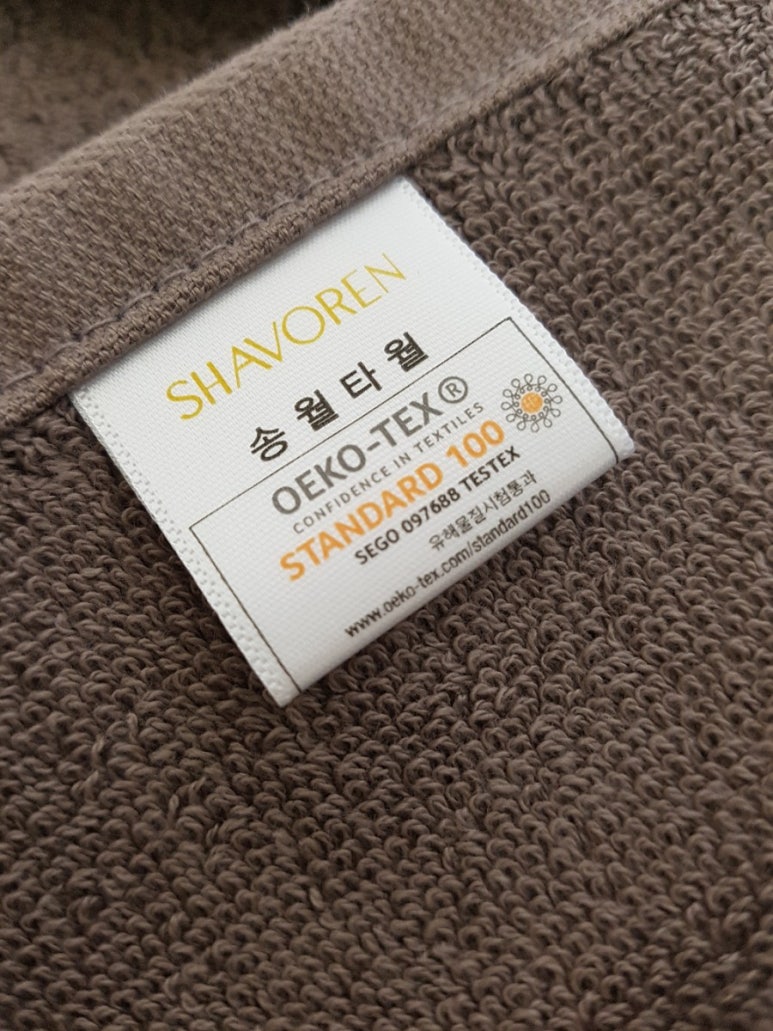 SHAVOREN
송월타월
OEKO-TEX®
CONFIDENCE IN TEXTILES
STANDARD 100
SEGO 097688 TESTEX
유해물질시험통과
www.oeko-tex.com/standard100